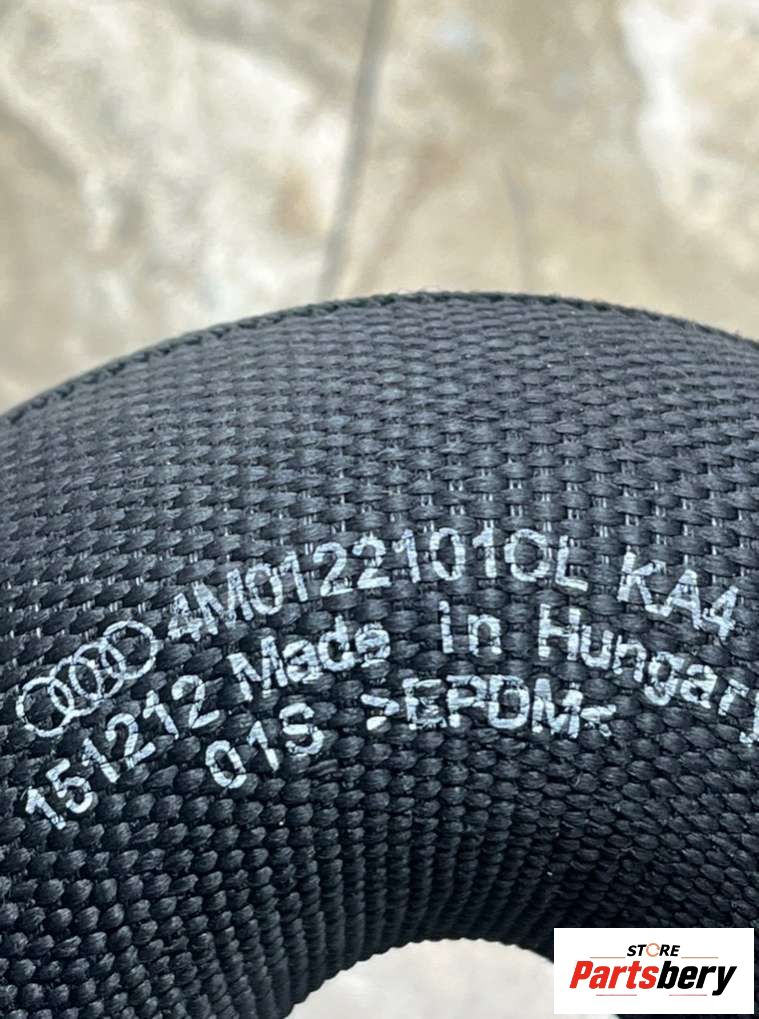 4M0122101CL KA4
151212 Made in Hungary
01S >EPDM<
STORE
Partsbery